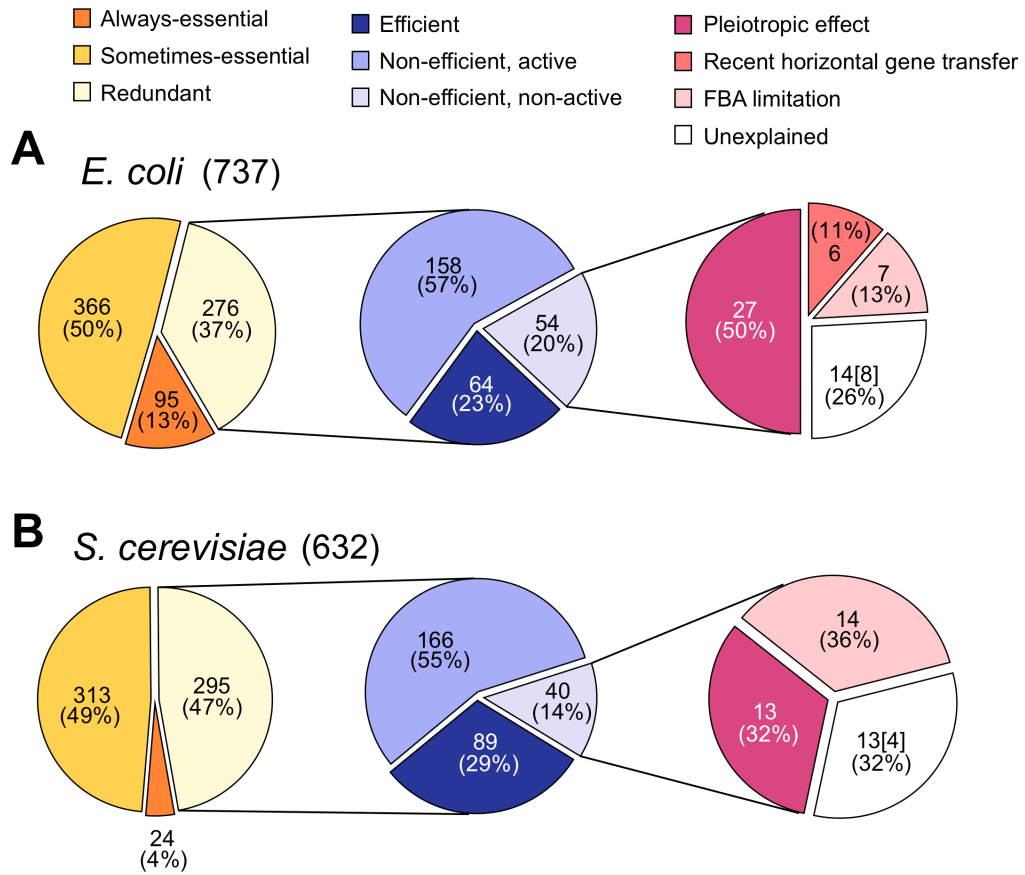 Always-essential
Sometimes-essential
Redundant
Efficient
Non-efficient, active
Non-efficient, non-active
Pleiotropic effect
Recent horizontal gene transfer
FBA limitation
Unexplained
A
E. coli (737)
366
(50%)
276
(37%)
95
(13%)
158
(57%)
54
(20%)
64
(23%)
27
(50%)
(11%)
6
7
(13%)
14[8]
(26%)
B
S. cerevisiae (632)
313
(49%)
295
(47%)
24
(4%)
166
(55%)
40
(14%)
89
(29%)
14
(36%)
13
(32%)
13[4]
(32%)